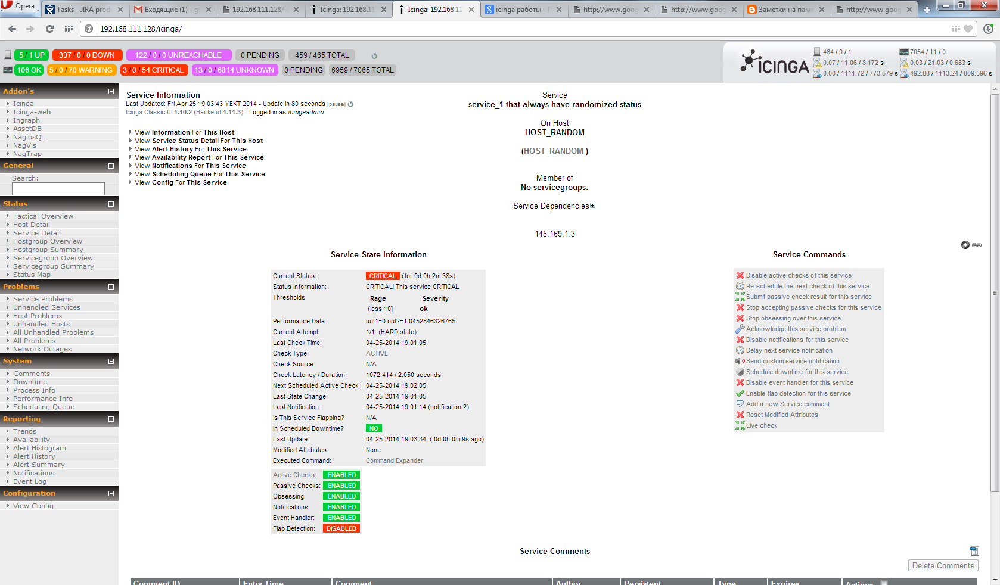 Opera
Tasks - JIRA prod
Входящие (1) - g
192.168.111.128/i
Icinga: 192.168.11
Icinga: 192.168.11
icinga работы - П
http://www.goog
http://www.goog
Заметки на пам
http://www.goog
192.168.111.128/icinga/
5 / 1 UP 337 / 0 / 0 DOWN 122 / 0 / 0 UNREACHABLE 0 PENDING 459 / 465 TOTAL
106 OK 5 / 0 / 70 WARNING 3 / 0 / 54 CRITICAL 13 / 0 / 6814 UNKNOWN 0 PENDING 6959 / 7065 TOTAL
ICINGA
464 / 0 / 1 7054 / 11 / 0
0.07 / 11.06 / 8.172 s 0.03 / 21.03 / 0.683 s
0.00 / 1111.72 / 773.579 s 492.88 / 1113.24 / 809.596 s
Addon's
Icinga
Icinga-web
Ingraph
AssetDB
NagiosQL
NagVis
NagTrap
General
Search:
Status
Tactical Overview
Host Detail
Service Detail
Hostgroup Overview
Hostgroup Summary
Servicegroup Overview
Servicegroup Summary
Status Map
Problems
Service Problems
Unhandled Services
Host Problems
Unhandled Hosts
All Unhandled Problems
All Problems
Network Outages
System
Comments
Downtime
Process Info
Performance Info
Scheduling Queue
Reporting
Trends
Availability
Alert Histogram
Alert History
Alert Summary
Notifications
Event Log
Configuration
View Config
Service Information
Last Updated: Fri Apr 25 19:03:43 YEKT 2014 - Update in 80 seconds [pause]
Icinga Classic UI 1.10.2 (Backend 1.11.3) - Logged in as icingaadmin
View Information For This Host
View Service Status Detail For This Host
View Alert History For This Service
View Availability Report For This Service
View Notifications For This Service
View Scheduling Queue For This Service
View Config For This Service
Service
service_1 that always have randomized status
On Host
HOST_RANDOM
(HOST_RANDOM )
Member of
No servicegroups.
Service Dependencies
145.169.1.3
Service State Information
Current Status: CRITICAL (for 0d 0h 2m 38s)
Status Information: CRITICAL! This service CRITICAL
Thresholds Rage Severity
(less 10] ok
Performance Data: out1=0 out2=1.0452846326765
Current Attempt: 1/1 (HARD state)
Last Check Time: 04-25-2014 19:01:05
Check Type: ACTIVE
Check Source: N/A
Check Latency / Duration: 1072.414 / 2.050 seconds
Next Scheduled Active Check: 04-25-2014 19:02:05
Last State Change: 04-25-2014 19:01:05
Last Notification: 04-25-2014 19:01:14 (notification 2)
Is This Service Flapping? N/A
In Scheduled Downtime? NO
Last Update: 04-25-2014 19:03:34 ( 0d 0h 0m 9s ago)
Modified Attributes: None
Executed Command: Command Expander
Active Checks: ENABLED
Passive Checks: ENABLED
Obsessing: ENABLED
Notifications: ENABLED
Event Handler: ENABLED
Flap Detection: DISABLED
Service Commands
Disable active checks of this service
Re-schedule the next check of this service
Submit passive check result for this service
Stop accepting passive checks for this service
Stop obsessing over this service
Acknowledge this service problem
Disable notifications for this service
Delay next service notification
Send custom service notification
Schedule downtime for this service
Disable event handler for this service
Enable flap detection for this service
Add a new Service comment
Reset Modified Attributes
Live check
Service Comments
Delete Comments
Comment ID Entry Time Comment Author Persistent Type Expires Actions